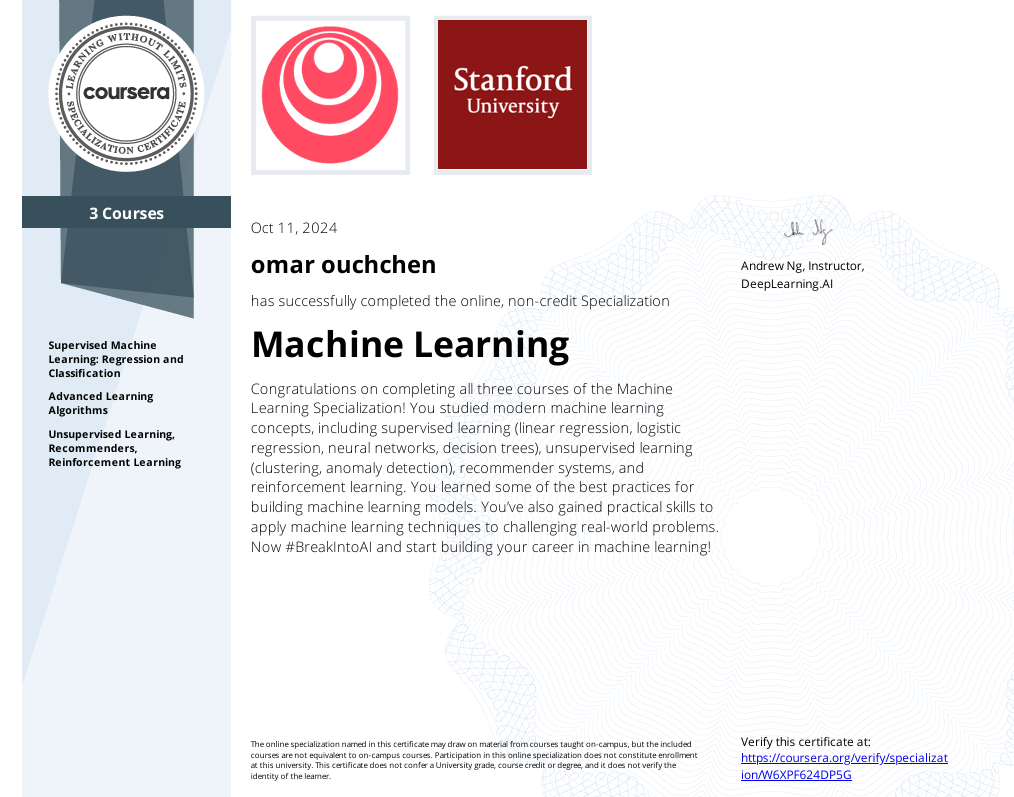 LEARNING WITHOUT LIMITS
coursera
SPECIALIZATION CERTIFICATE
Stanford
University
3 Courses
Supervised Machine
Learning: Regression and
Classification
Advanced Learning
Algorithms
Unsupervised Learning,
Recommenders,
Reinforcement Learning
Oct 11, 2024
omar ouchchen
has successfully completed the online, non-credit Specialization
Machine Learning
Congratulations on completing all three courses of the Machine
Learning Specialization! You studied modern machine learning
concepts, including supervised learning (linear regression, logistic
regression, neural networks, decision trees), unsupervised learning
(clustering, anomaly detection), recommender systems, and
reinforcement learning. You learned some of the best practices for
building machine learning models. You’ve also gained practical skills to
apply machine learning techniques to challenging real-world problems.
Now #BreakIntoAI and start building your career in machine learning!
Andrew Ng, Instructor,
DeepLearning.AI
The online specialization named in this certificate may draw on material from courses taught on-campus, but the included
courses are not equivalent to on-campus courses. Participation in this online specialization does not constitute enrollment
at this university. This certificate does not confer a University grade, course credit or degree, and it does not verify the
identity of the learner.
Verify this certificate at:
https://coursera.org/verify/specializat
ion/W6XPF624DP5G